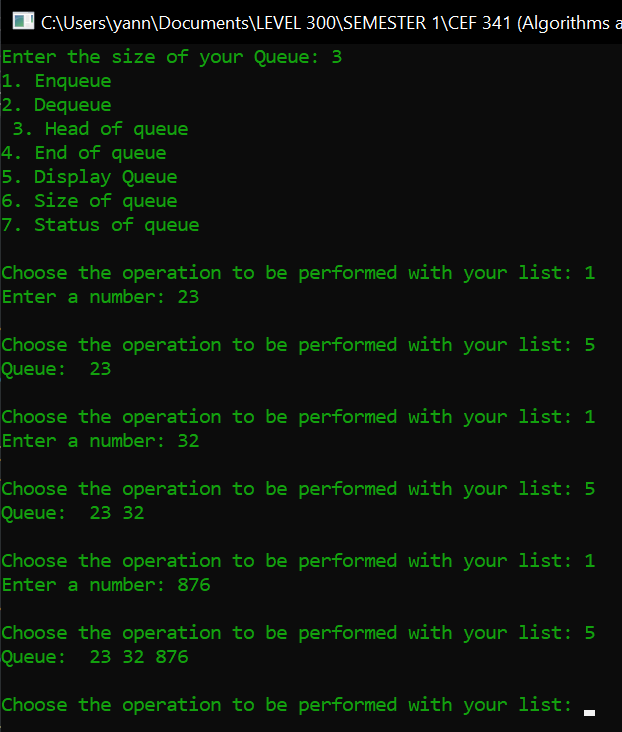 C:\Users\yann\Documents\LEVEL 300\SEMESTER 1\CEF 341 (Algorithms a
Enter the size of your Queue: 3
1. Enqueue
2. Dequeue
 3. Head of queue
4. End of queue
5. Display Queue
6. Size of queue
7. Status of queue

Choose the operation to be performed with your list: 1
Enter a number: 23

Choose the operation to be performed with your list: 5
Queue:  23

Choose the operation to be performed with your list: 1
Enter a number: 32

Choose the operation to be performed with your list: 5
Queue:  23 32

Choose the operation to be performed with your list: 1
Enter a number: 876

Choose the operation to be performed with your list: 5
Queue:  23 32 876

Choose the operation to be performed with your list: